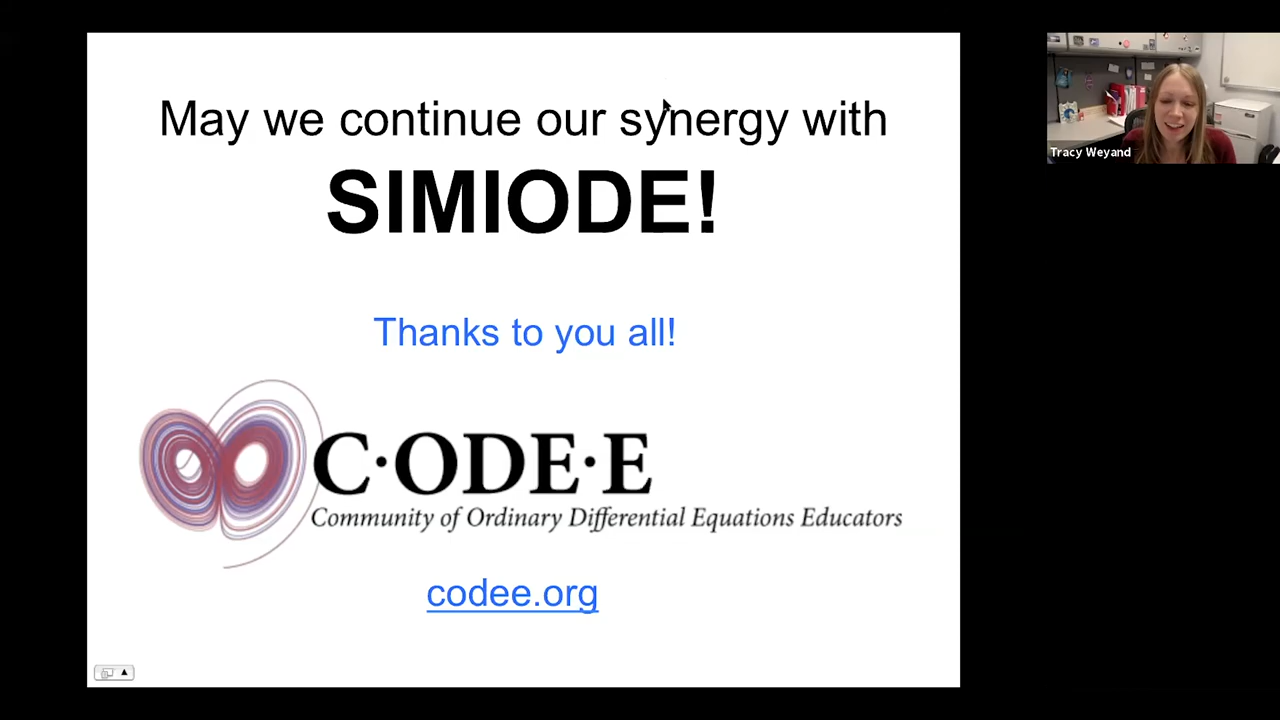 May we continue our synergy with
SIMIODE!
Thanks to you all!
C·ODE·E
Community of Ordinary Differential Equations Educators
codee.org
Tracy Weyand